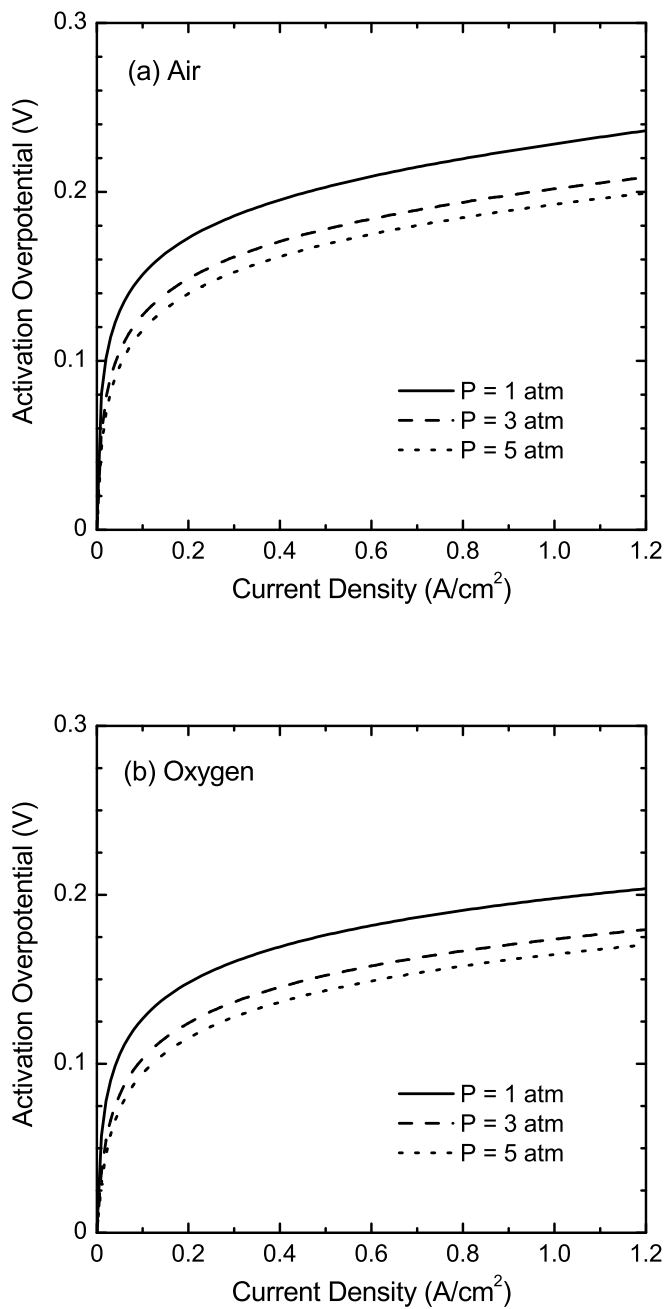 0.3
(a) Air
0.2
Activation Overpotential (V)
0.1
P = 1 atm
P = 3 atm
P = 5 atm
0
0 0.2 0.4 0.6 0.8 1.0 1.2
Current Density (A/cm²)
0.3
(b) Oxygen
0.2
Activation Overpotential (V)
0.1
P = 1 atm
P = 3 atm
P = 5 atm
0
0 0.2 0.4 0.6 0.8 1.0 1.2
Current Density (A/cm²)